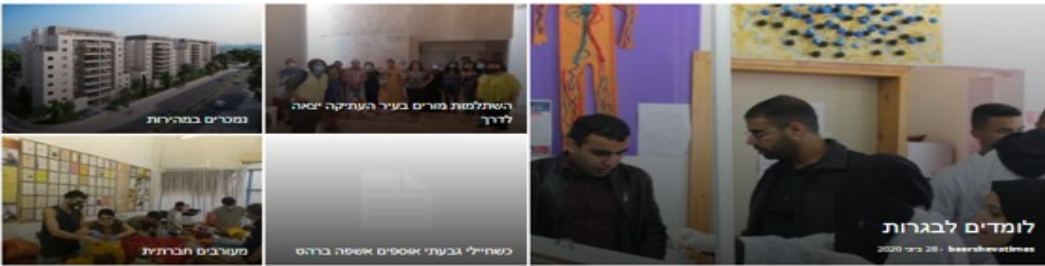 לומדים לבגרות
beershevatimes - 28 ביוני 2020
השתלמות מורים בעיר העתיקה יצאה
לדרך
נמכרים במהירות
כשחיילי גבעתי אוספים אשפה ברהט
מעורבים חברתית